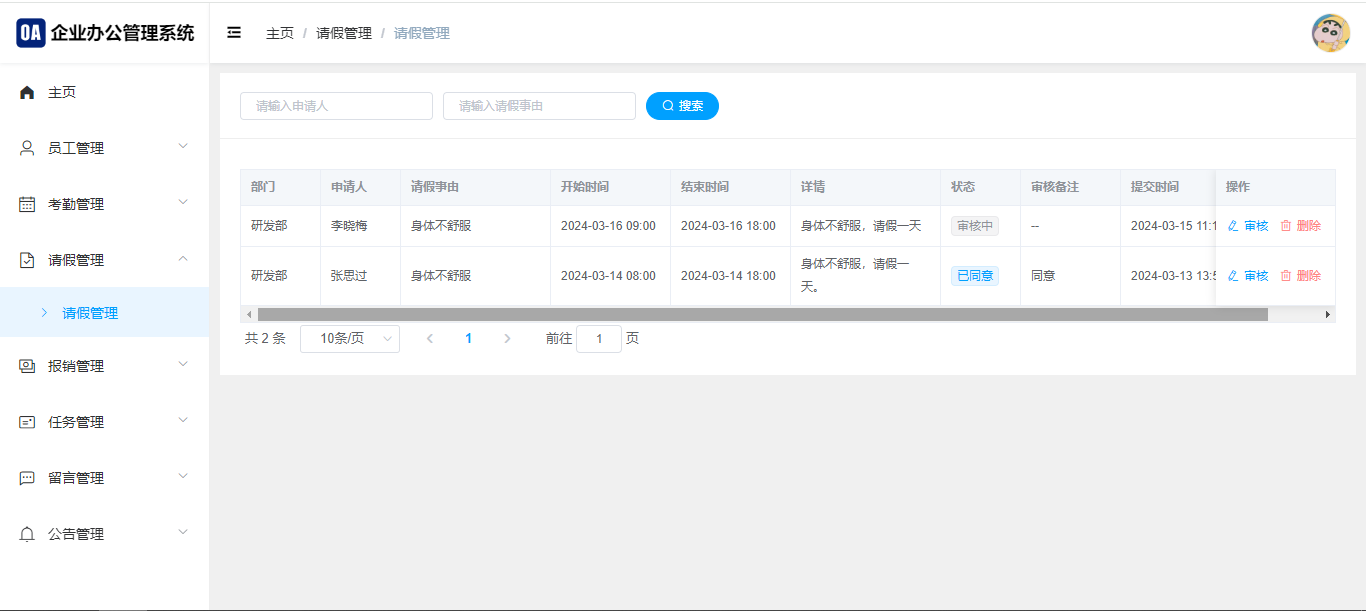 OA 企业办公管理系统
主页 / 请假管理 / 请假管理
主页
员工管理
考勤管理
请假管理
请假管理
报销管理
任务管理
留言管理
公告管理
请输入申请人 请输入请假事由 搜索
部门 申请人 请假事由 开始时间 结束时间 详情 状态 审核备注 提交时间 操作
研发部 李晓梅 身体不舒服 2024-03-16 09:00 2024-03-16 18:00 身体不舒服，请假一天 审核中 -- 2024-03-15 11:1 审核 删除
研发部 张思过 身体不舒服 2024-03-14 08:00 2024-03-14 18:00 身体不舒服，请假一
天。 已同意 同意 2024-03-13 13:5 审核 删除
共 2 条 10条/页 1 前往 1 页